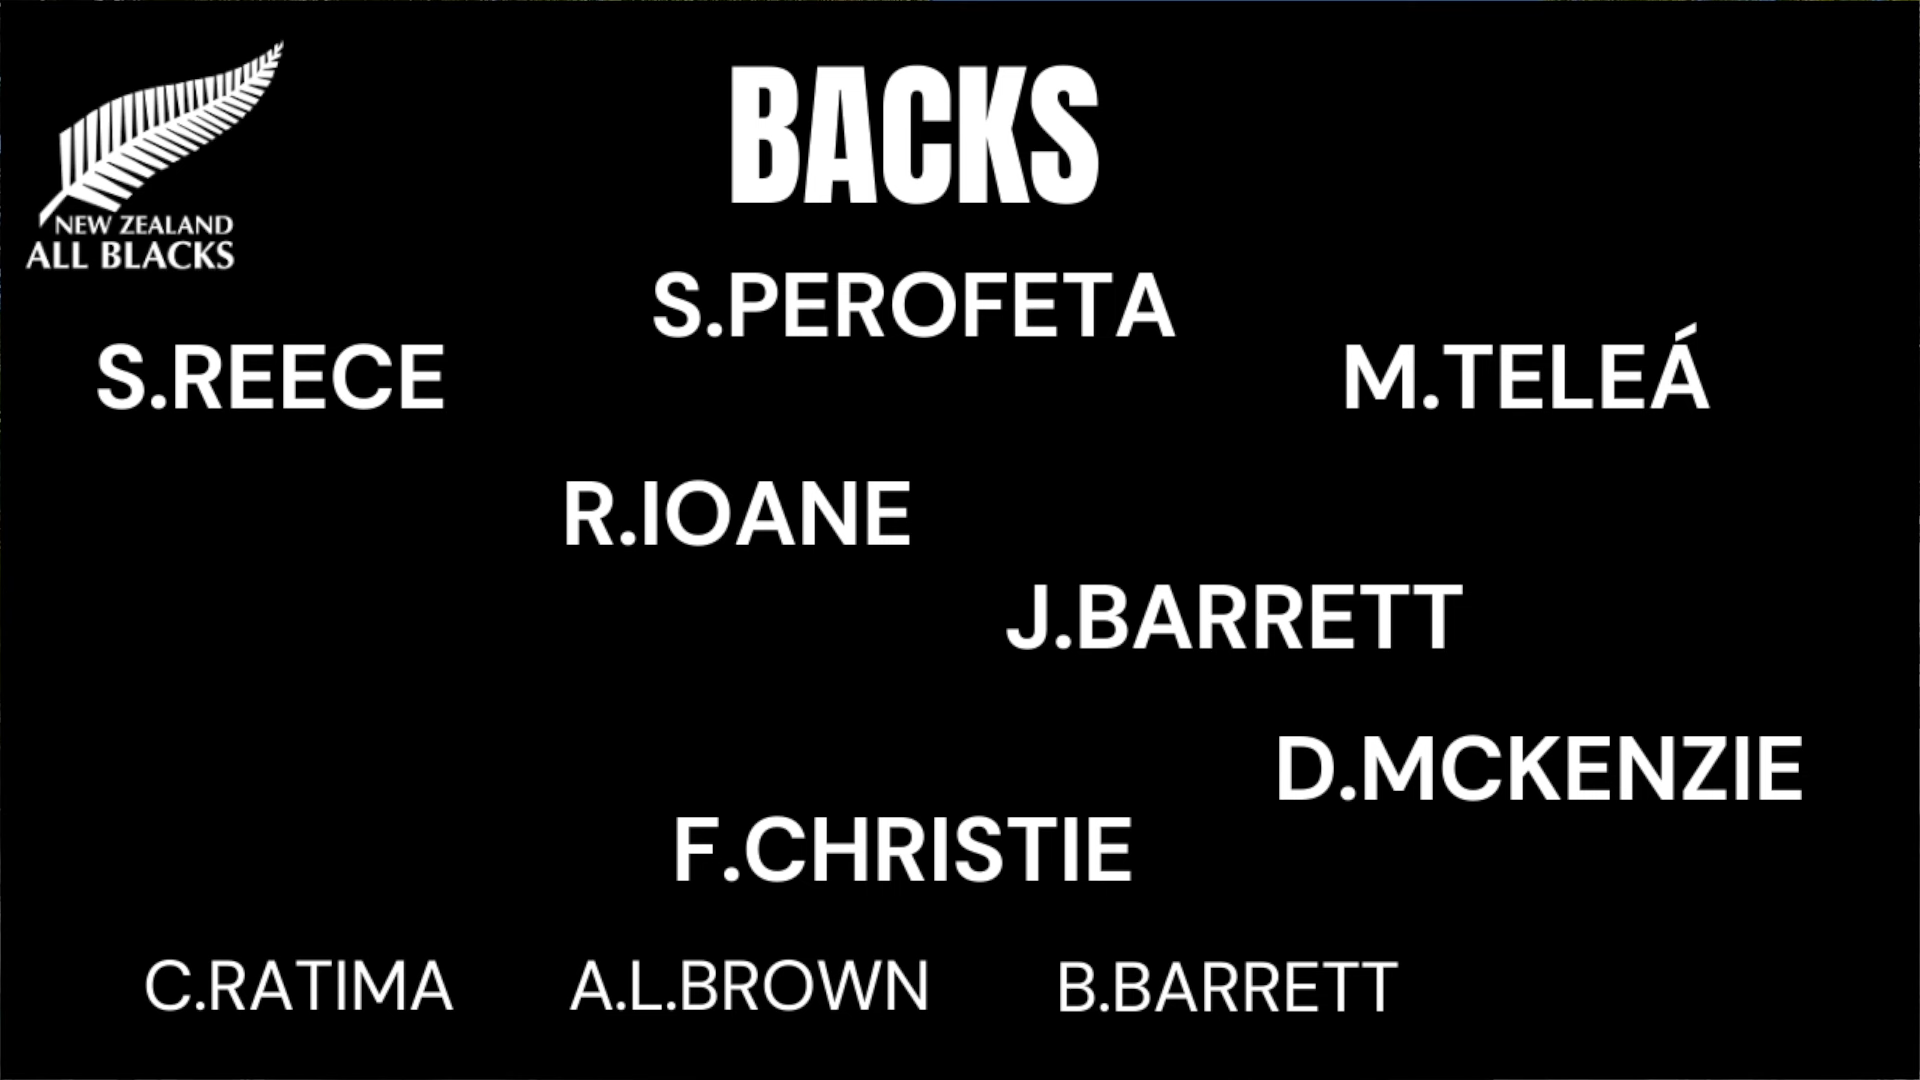 NEW ZEALAND
ALL BLACKS
BACKS
S.PEROFETA
S.REECE
M.TELEÁ
R.IOANE
J.BARRETT
D.MCKENZIE
F.CHRISTIE
C.RATIMA
A.L.BROWN
B.BARRETT